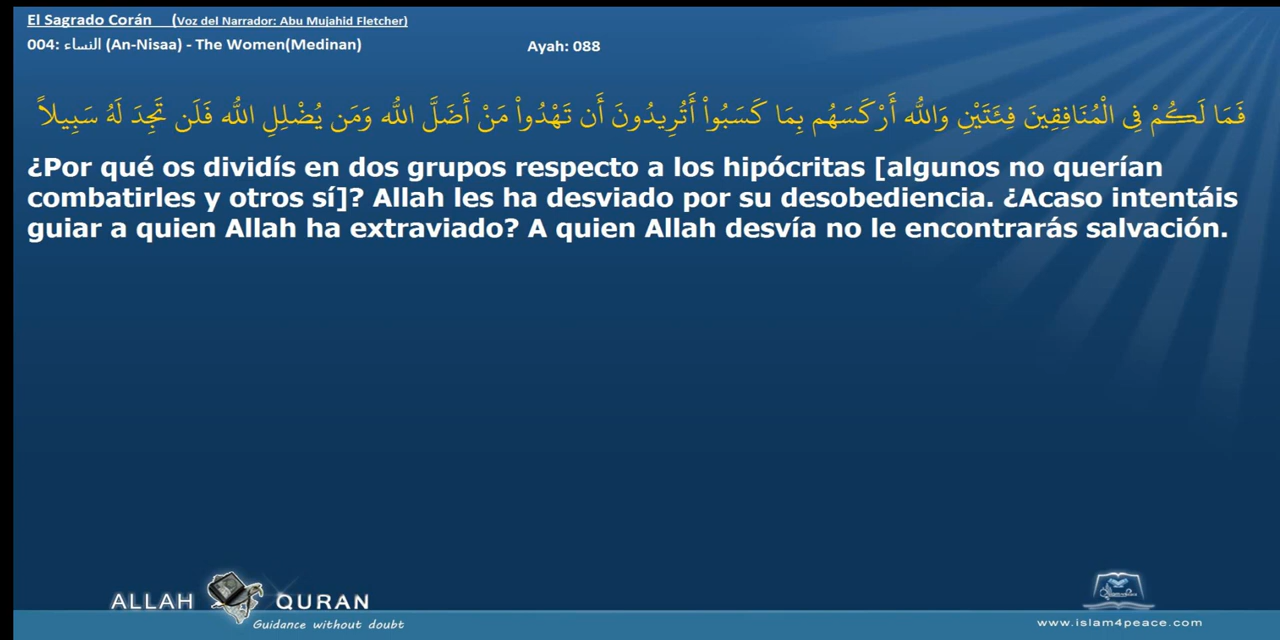 El Sagrado Corán (Voz del Narrador: Abu Mujahid Fletcher)
004: النساء (An-Nisaa) - The Women(Medinan) Ayah: 088
فَمَا لَكُمْ فِي الْمُنَافِقِينَ فِئَتَيْنِ وَاللّهُ أَرْكَسَهُم بِمَا كَسَبُواْ أَتُرِيدُونَ أَن تَهْدُواْ مَنْ أَضَلَّ اللّهُ وَمَن يُضْلِلِ اللّهُ فَلَن تَجِدَ لَهُ سَبِيلاً
¿Por qué os dividís en dos grupos respecto a los hipócritas [algunos no querían
combatirles y otros sí]? Allah les ha desviado por su desobediencia. ¿Acaso intentáis
guiar a quien Allah ha extraviado? A quien Allah desvía no le encontrarás salvación.
ALLAH QURAN
Guidance without doubt
www.islam4peace.com